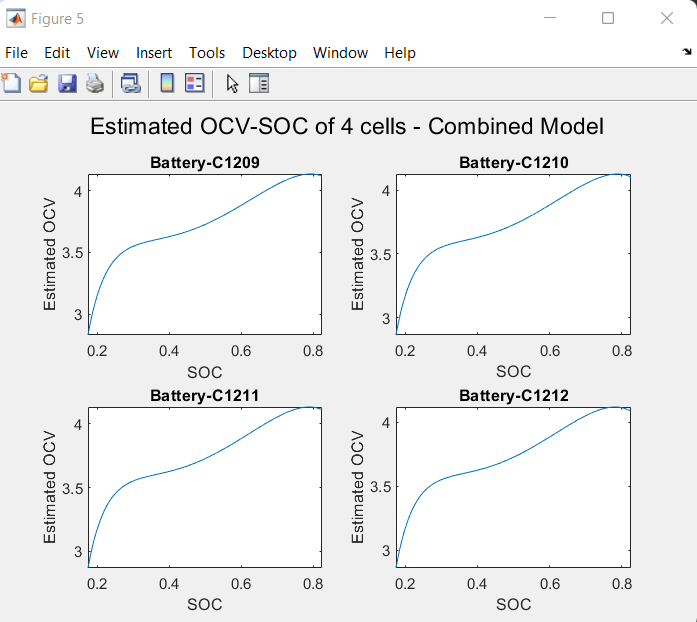 Figure 5
File Edit View Insert Tools Desktop Window Help
Estimated OCV-SOC of 4 cells - Combined Model
Battery-C1209
Estimated OCV
4
3.5
3
0.2 0.4 0.6 0.8
SOC
Battery-C1210
Estimated OCV
4
3.5
3
0.2 0.4 0.6 0.8
SOC
Battery-C1211
Estimated OCV
4
3.5
3
0.2 0.4 0.6 0.8
SOC
Battery-C1212
Estimated OCV
4
3.5
3
0.2 0.4 0.6 0.8
SOC